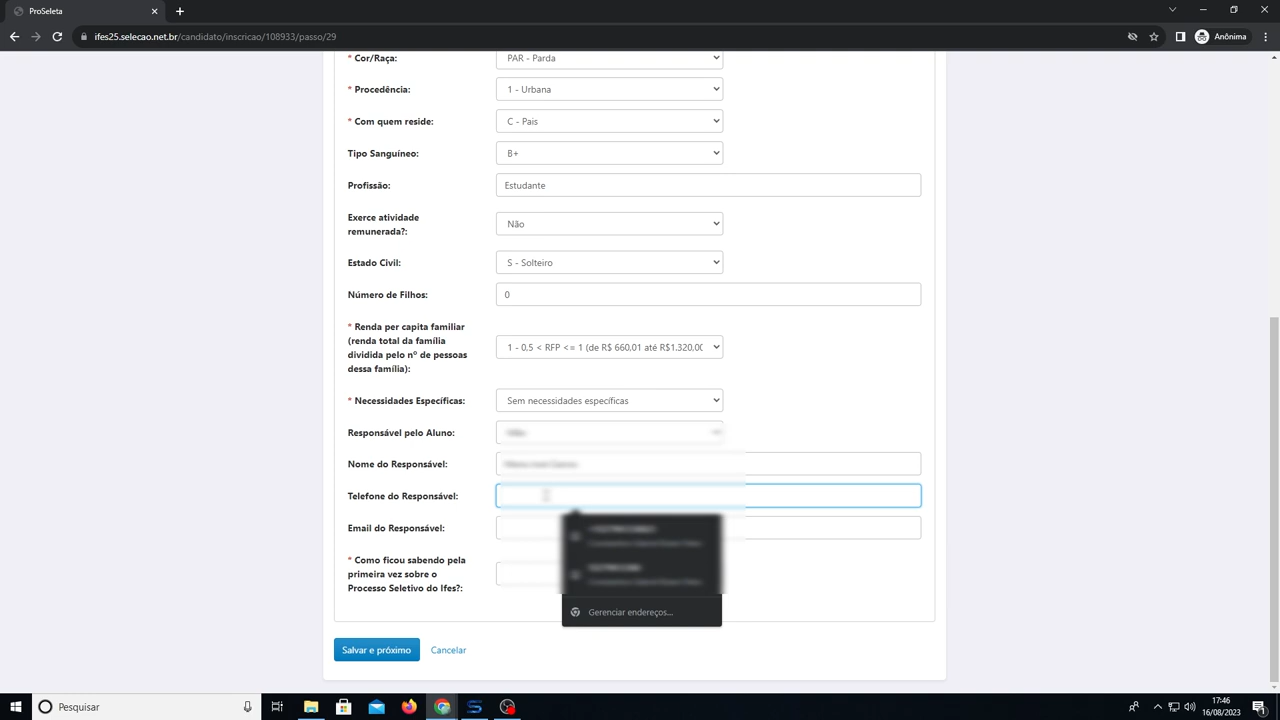 ProSeleta
ifes25.selecao.net.br/candidato/inscricao/108933/passo/29
Anônima
* Cor/Raça:
PAR - Parda
* Procedência:
1 - Urbana
* Com quem reside:
C - Pais
Tipo Sanguíneo:
B+
Profissão:
Estudante
Exerce atividade
remunerada?:
Não
Estado Civil:
S - Solteiro
Número de Filhos:
0
* Renda per capita familiar
(renda total da família
dividida pelo nº de pessoas
dessa família):
1 - 0,5 < RFP <= 1 (de R$ 660,01 até R$1.320,00
* Necessidades Específicas:
Sem necessidades específicas
Responsável pelo Aluno:
Nome do Responsável:
Telefone do Responsável:
Email do Responsável:
* Como ficou sabendo pela
primeira vez sobre o
Processo Seletivo do Ifes?:
Gerenciar endereços...
Salvar e próximo
Cancelar
Pesquisar
17:46
16/08/2023